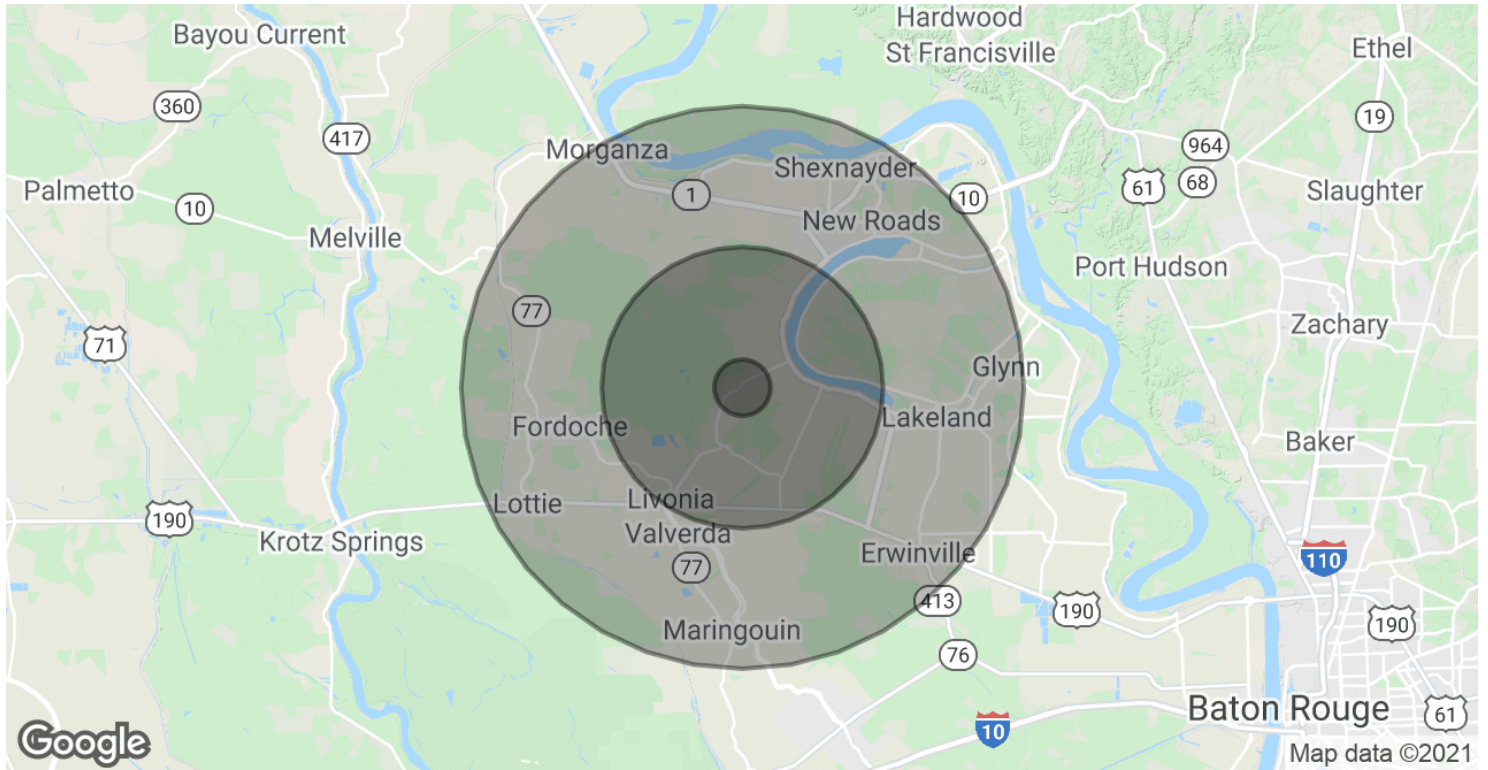 Hardwood
St Francisville
Bayou Current
Ethel
360
19
417
964
Morganza
Shexnayder
61
68
Palmetto
1
10
Slaughter
10
New Roads
Melville
Port Hudson
77
Zachary
71
Glynn
Lakeland
Fordoche
Baker
Livonia
Lottie
190
Valverda
Krotz Springs
Erwinville
110
77
413
190
190
Maringouin
76
Baton Rouge
61
10
Google
Map data ©2021